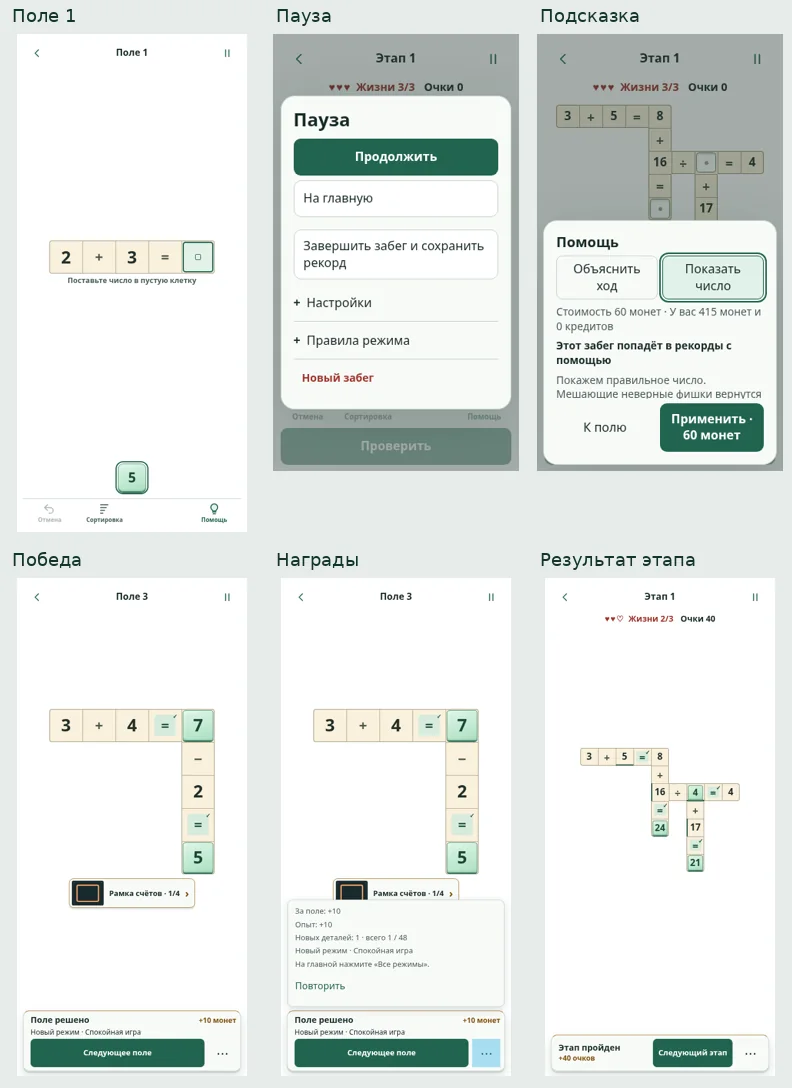 Поле 1
Поле 1
2 + 3 =
Поставьте число в пустую клетку
5
Отмена Сортировка Помощь
Пауза
Этап 1
♥♥♥ Жизни 3/3 Очки 0
Пауза
Продолжить
На главную
Завершить забег и сохранить
рекорд
+ Настройки
+ Правила режима
Новый забег
Отмена Сортировка Помощь
Проверить
Подсказка
Этап 1
♥♥♥ Жизни 3/3 Очки 0
3 + 5 = 8
+
16 ÷ = 4
= +
17
Помощь
Объяснить
ход
Показать
число
Стоимость 60 монет · У вас 415 монет и
0 кредитов
Этот забег попадёт в рекорды с
помощью
Покажем правильное число.
Мешающие неверные фишки вернутся
К полю
Применить ·
60 монет
Победа
Поле 3
3 + 4 = 7
−
2
=
5
Рамка счётов · 1/4 ›
Поле решено +10 монет
Новый режим · Спокойная игра
Следующее поле ...
Награды
Поле 3
3 + 4 = 7
−
2
=
5
Рамка счётов · 1/4 ›
За поле: +10
Опыт: +10
Новых деталей: 1 · всего 1 / 48
Новый режим · Спокойная игра
На главной нажмите «Все режимы».
Повторить
Поле решено +10 монет
Новый режим · Спокойная игра
Следующее поле ...
Результат этапа
Этап 1
♥♥♡ Жизни 2/3 Очки 40
3 + 5 = 8
+
16 ÷ 4 = 4
= +
24 17
=
21
Этап пройден
+40 очков
Следующий этап ...